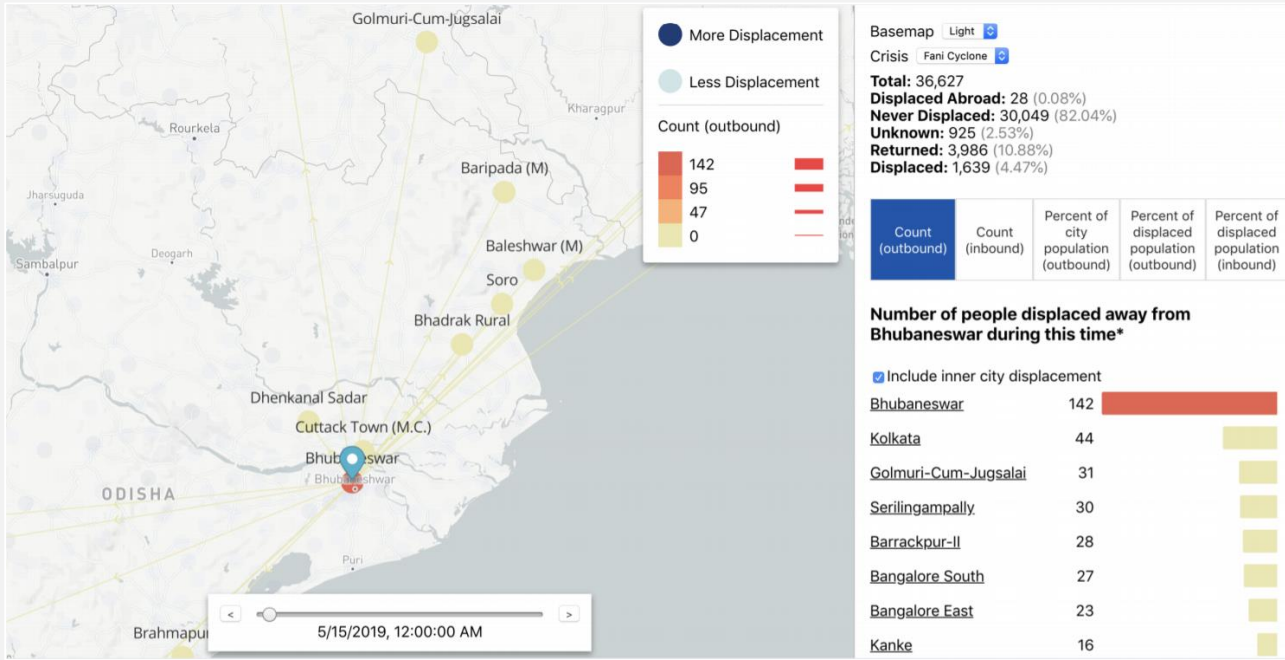 Golmuri-Cum-Jugsalai
Kharagpur
Rourkela
Baripada (M)
Jharsuguda
Baleshwar (M)
Deogarh
Sambalpur
Soro
Bhadrak Rural
Dhenkanal Sadar
Cuttack Town (M.C.)
ODISHA
Puri
Brahmapu
<
>
5/15/2019, 12:00:00 AM
More Displacement
Less Displacement
Count (outbound)
142
95
47
0
Basemap Light
Crisis Fani Cyclone
Total: 36,627
Displaced Abroad: 28 (0.08%)
Never Displaced: 30,049 (82.04%)
Unknown: 925 (2.53%)
Returned: 3,986 (10.88%)
Displaced: 1,639 (4.47%)
Count
(outbound)
Count
(inbound)
Percent of
city
population
(outbound)
Percent of
displaced
population
(outbound)
Percent of
displaced
population
(inbound)
Number of people displaced away from
Bhubaneswar during this time*
Include inner city displacement
Bhubaneswar 142
Kolkata 44
Golmuri-Cum-Jugsalai 31
Serilingampally 30
Barrackpur-II 28
Bangalore South 27
Bangalore East 23
Kanke 16